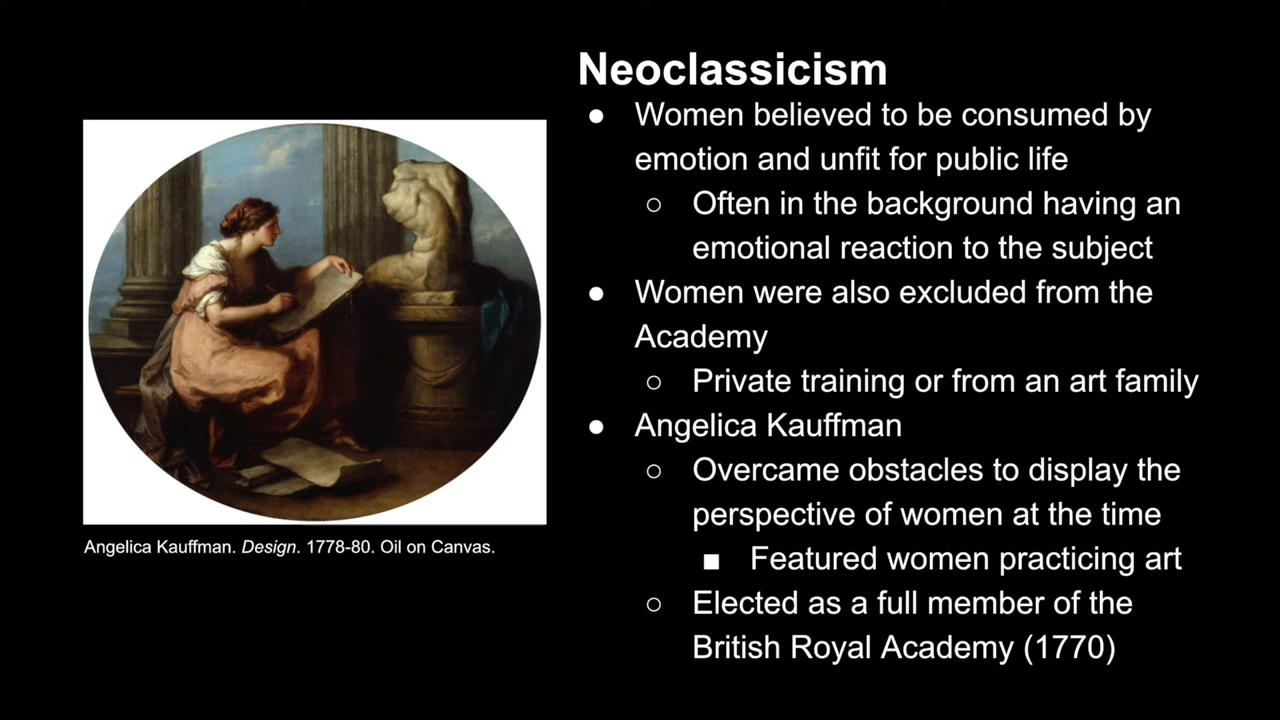 Neoclassicism
● Women believed to be consumed by
emotion and unfit for public life
○ Often in the background having an
emotional reaction to the subject
● Women were also excluded from the
Academy
○ Private training or from an art family
● Angelica Kauffman
○ Overcame obstacles to display the
perspective of women at the time
■ Featured women practicing art
○ Elected as a full member of the
British Royal Academy (1770)
Angelica Kauffman. Design. 1778-80. Oil on Canvas.